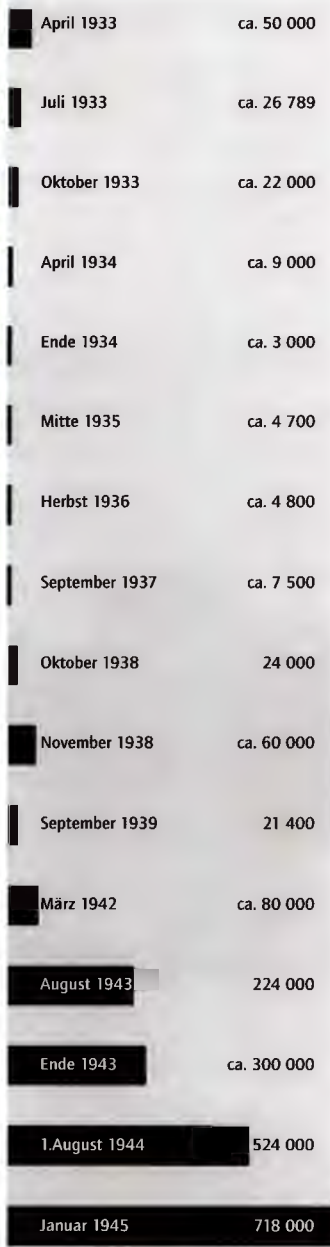 April 1933 ca. 50 000
Juli 1933 ca. 26 789
Oktober 1933 ca. 22 000
April 1934 ca. 9 000
Ende 1934 ca. 3 000
Mitte 1935 ca. 4 700
Herbst 1936 ca. 4 800
September 1937 ca. 7 500
Oktober 1938 24 000
November 1938 ca. 60 000
September 1939 21 400
März 1942 ca. 80 000
August 1943 224 000
Ende 1943 ca. 300 000
1.August 1944 524 000
Januar 1945 718 000